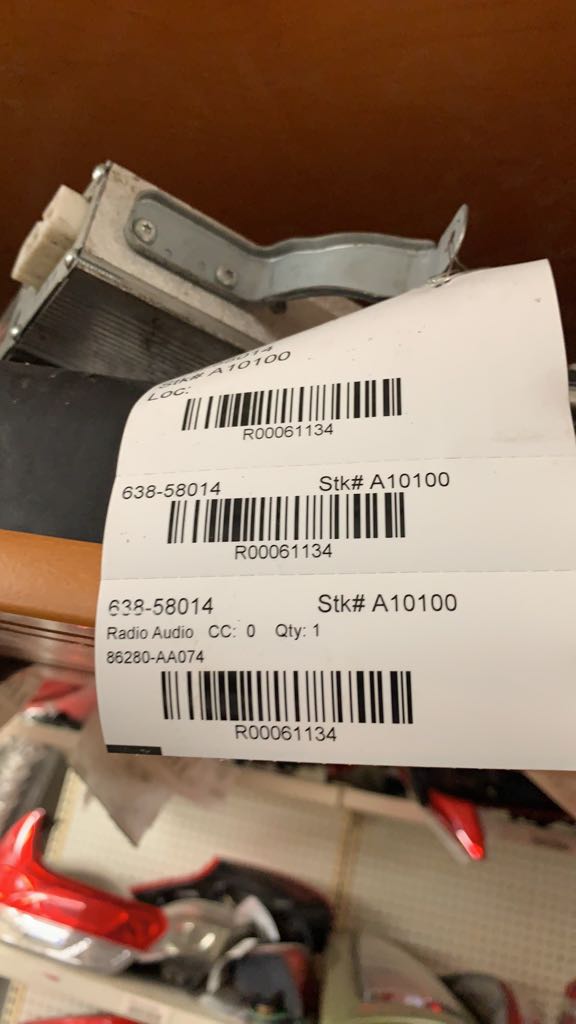 Stk# A10100
LOC:
R00061134
638-58014 Stk# A10100
R00061134
638-58014 Stk# A10100
Radio Audio CC: 0 Qty: 1
86280-AA074
R00061134